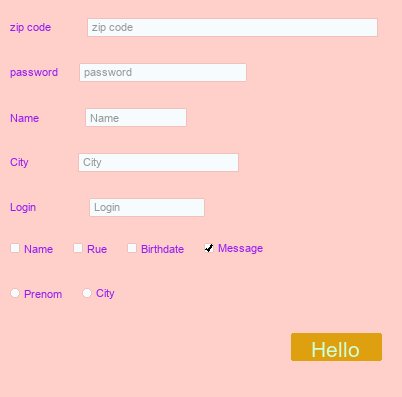 zip code zip code
password password
Name Name
City City
Login Login
Name Rue Birthdate Message
Prenom City
Hello